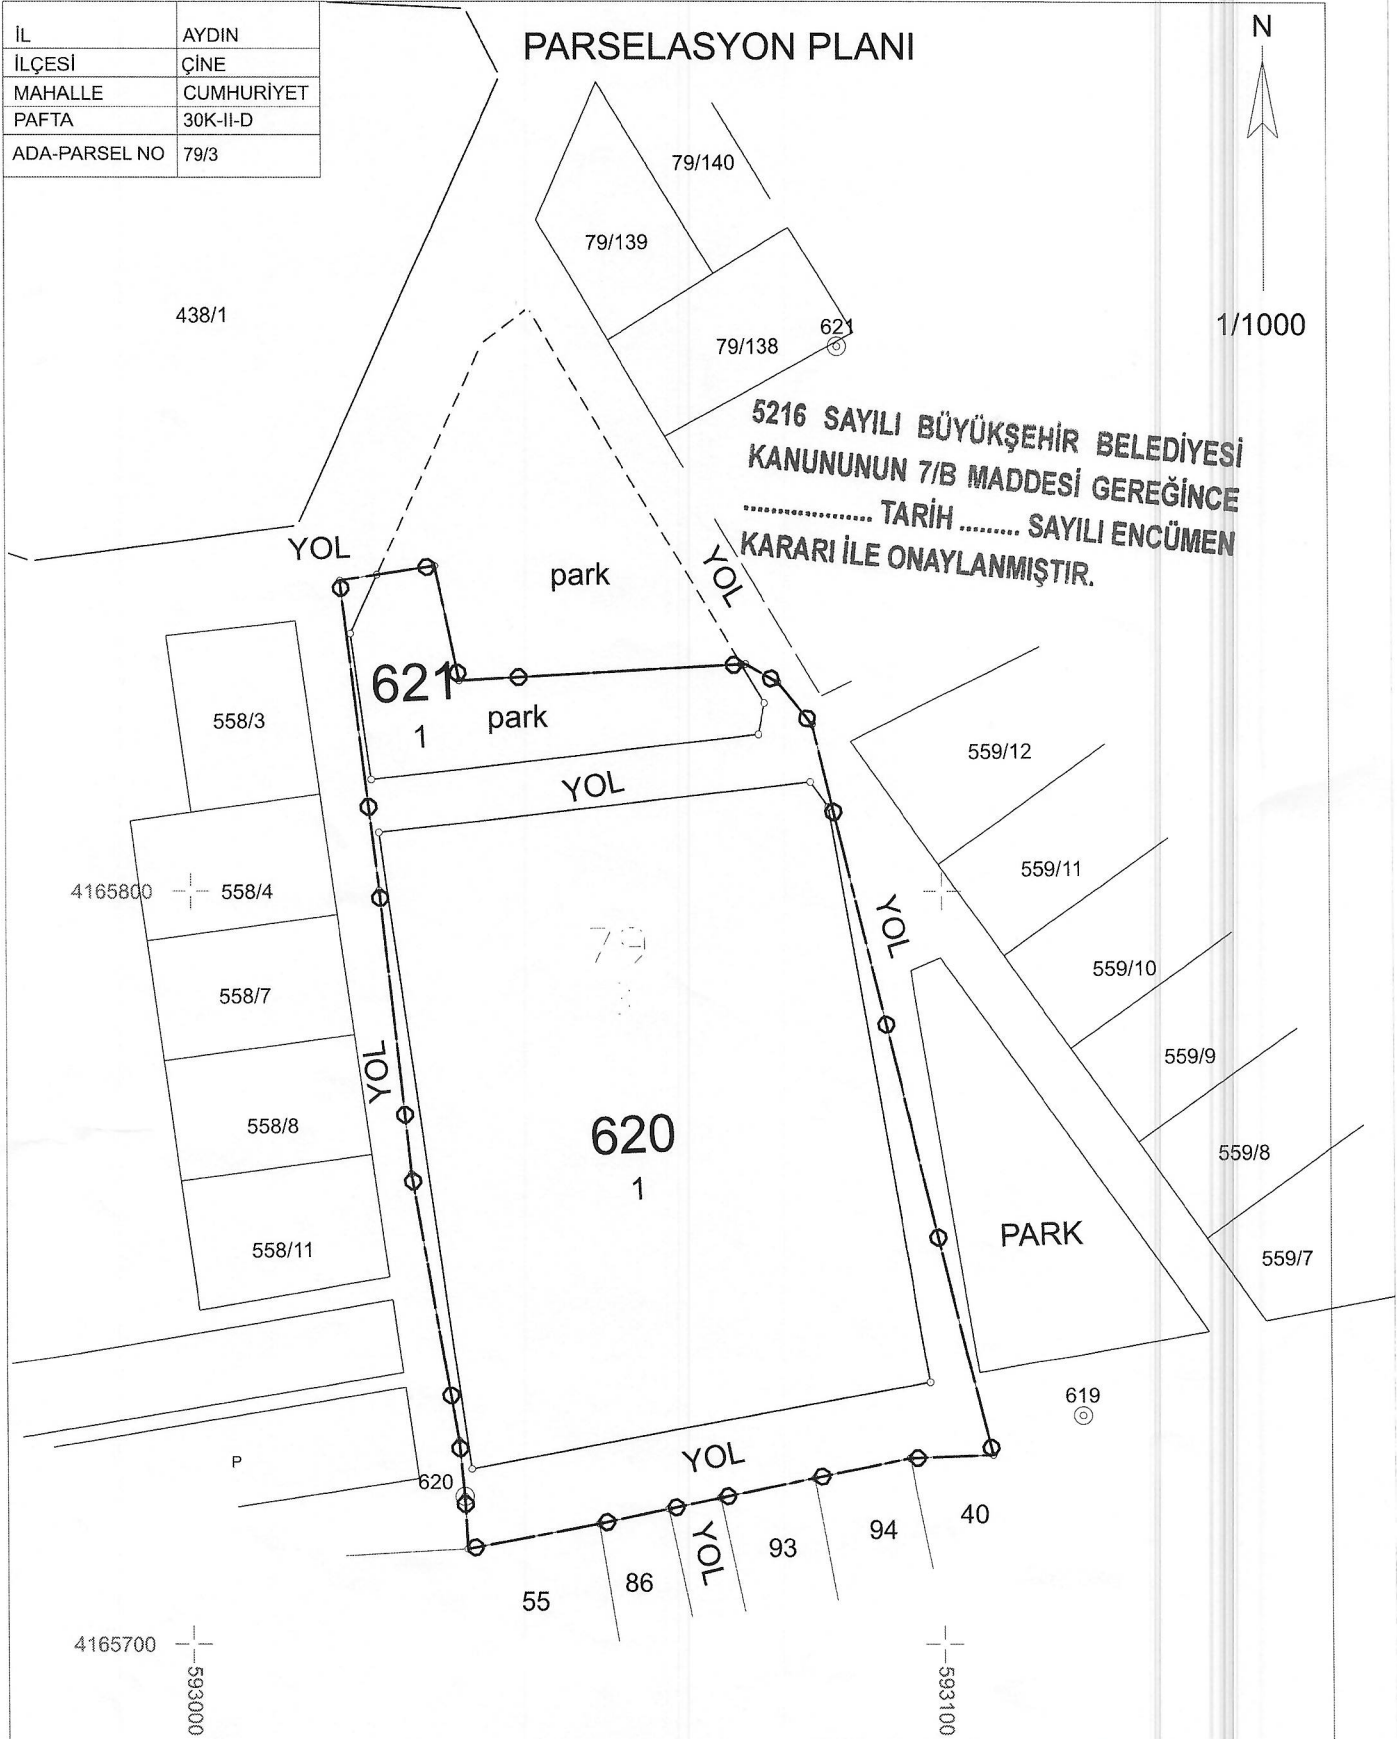 İL AYDIN
İLÇESİ ÇİNE
MAHALLE CUMHURİYET
PAFTA 30K-II-D
ADA-PARSEL NO 79/3
PARSELASYON PLANI
N
1/1000
79/140
79/139
438/1
79/138
621
5216 SAYILI BÜYÜKŞEHİR BELEDİYESİ
KANUNUNUN 7/B MADDESİ GEREĞİNCE
.................. TARİH ......... SAYILI ENCÜMEN
KARARI İLE ONAYLANMIŞTIR.
YOL
park
YOL
621
1
park
558/3
YOL
559/12
559/11
4165800
558/4
YOL
79
559/10
558/7
559/9
YOL
558/8
620
1
559/8
558/11
PARK
559/7
619
P
620
YOL
40
94
93
YOL
86
55
4165700
593000
593100